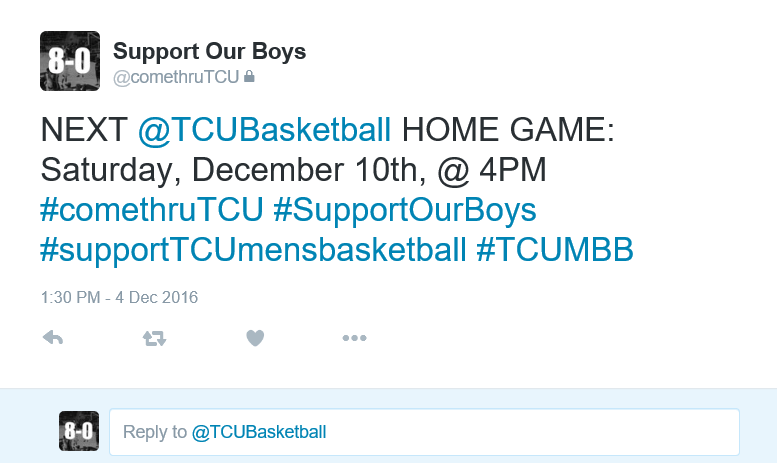 8-0
Support Our Boys
@comethruTCU
NEXT @TCUBasketball HOME GAME:
Saturday, December 10th, @ 4PM
#comethruTCU #SupportOurBoys
#supportTCUmensbasketball #TCUMBB
1:30 PM - 4 Dec 2016
8-0
Reply to @TCUBasketball